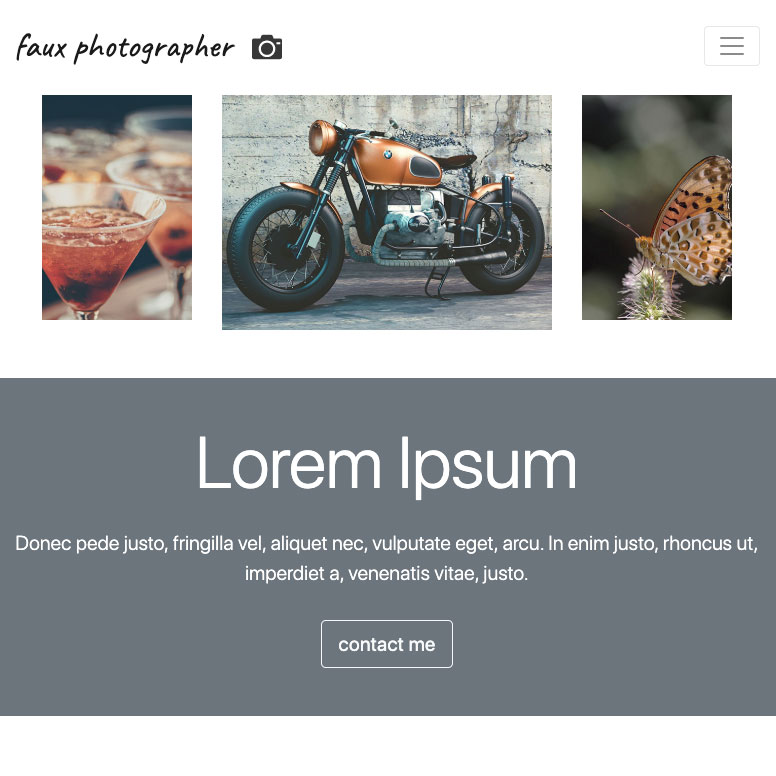 faux photographer
Lorem Ipsum
Donec pede justo, fringilla vel, aliquet nec, vulputate eget, arcu. In enim justo, rhoncus ut,
imperdiet a, venenatis vitae, justo.
contact me